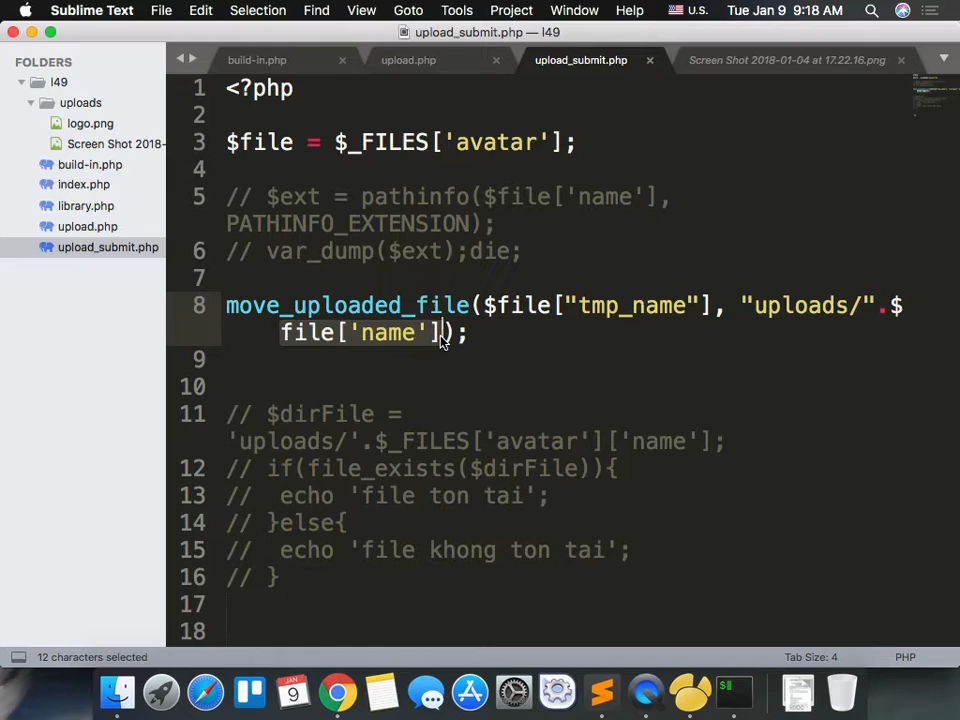 Sublime Text File Edit Selection Find View Goto Tools Project Window Help U.S. Tue Jan 9 9:18 AM
upload_submit.php — l49
FOLDERS
l49
uploads
logo.png
Screen Shot 2018-
build-in.php
index.php
library.php
upload.php
upload_submit.php
build-in.php upload.php upload_submit.php Screen Shot 2018-01-04 at 17.22.16.png
1 <?php
2
3 $file = $_FILES['avatar'];
4
5 // $ext = pathinfo($file['name'],
PATHINFO_EXTENSION);
6 // var_dump($ext);die;
7
8 move_uploaded_file($file["tmp_name"], "uploads/".$
file['name']);
9
10
11 // $dirFile =
'uploads/'.$_FILES['avatar']['name'];
12 // if(file_exists($dirFile)){
13 // echo 'file ton tai';
14 // }else{
15 // echo 'file khong ton tai';
16 // }
17
18
12 characters selected Tab Size: 4 PHP
JAN
9